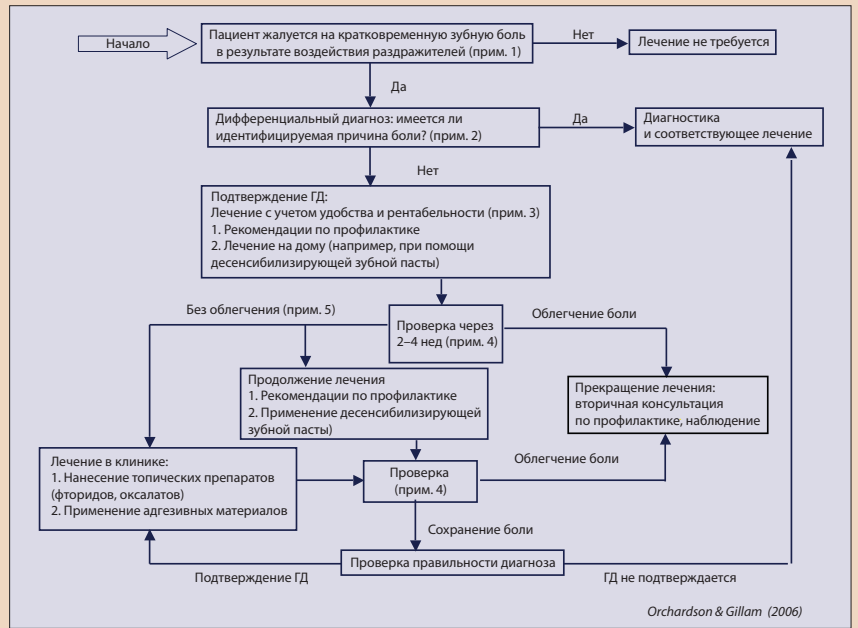 Начало
Пациент жалуется на кратковременную зубную боль
в результате воздействия раздражителей (прим. 1)
Нет
Лечение не требуется
Да
Дифференциальный диагноз: имеется ли
идентифицируемая причина боли? (прим. 2)
Да
Диагностика
и соответствующее лечение
Нет
Подтверждение ГД:
Лечение с учетом удобства и рентабельности (прим. 3)
1. Рекомендации по профилактике
2. Лечение на дому (например, при помощи
десенсибилизирующей зубной пасты)
Без облегчения (прим. 5)
Проверка через
2–4 нед (прим. 4)
Облегчение боли
Продолжение лечения
1. Рекомендации по профилактике
2. Применение десенсибилизирующей
зубной пасты)
Прекращение лечения:
вторичная консультация
по профилактике, наблюдение
Лечение в клинике:
1. Нанесение топических препаратов
(фторидов, оксалатов)
2. Применение адгезивных материалов
Проверка
(прим. 4)
Облегчение боли
Сохранение боли
Проверка правильности диагноза
Подтверждение ГД
ГД не подтверждается
Orchardson & Gillam (2006)